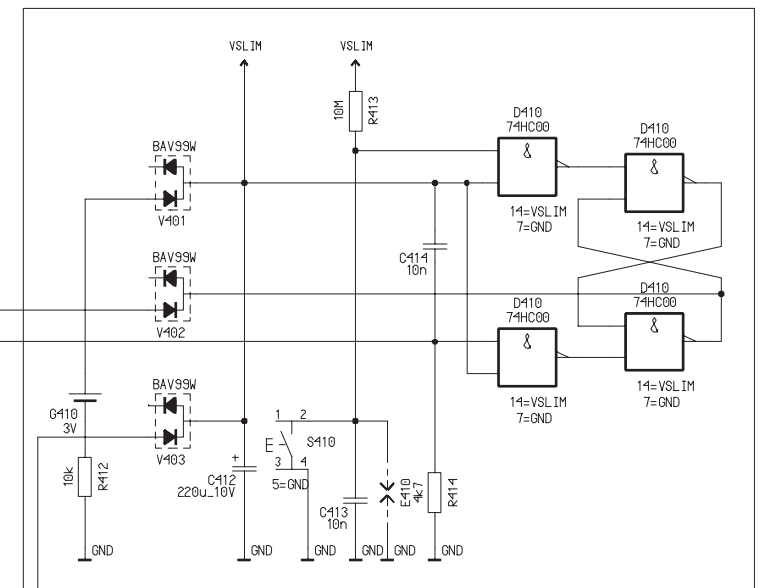 VSLIM
VSLIM
10M
R413
D410
74HC00
&
14=VSLIM
7=GND
D410
74HC00
&
14=VSLIM
7=GND
BAV99W
V401
BAV99W
V402
C414
10n
D410
74HC00
&
14=VSLIM
7=GND
D410
74HC00
&
14=VSLIM
7=GND
G410
3V
BAV99W
V403
10k
R412
+
C412
220u_10V
1 2
S410
E
3 4
5=GND
C413
10n
E410
4k7
R414
GND
GND
GND
GND
GND
GND